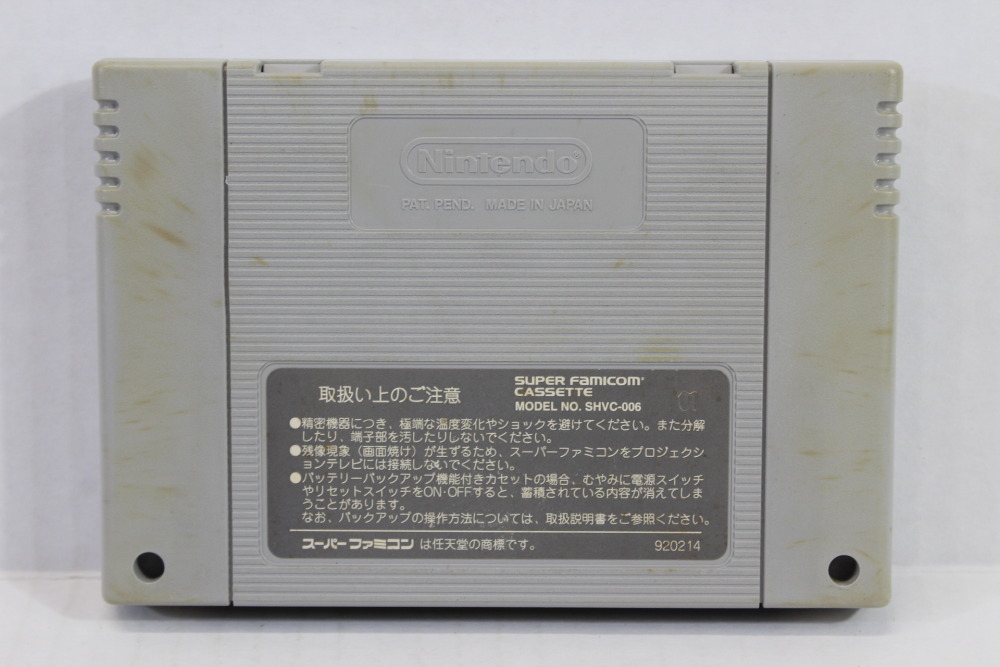 Nintendo®
PAT. PEND. MADE IN JAPAN
取扱い上のご注意
SUPER FAMICOM
CASSETTE
MODEL NO. SHVC-006
●精密機器につき、極端な温度変化やショックを避けてください。また分解
したり、端子部を汚したりしないでください。
●残像現象（画面焼け）が生ずるため、スーパーファミコンをプロジェクシ
ョンテレビには接続しないでください。
●バッテリーバックアップ機能付きカセットの場合、むやみに電源スイッチ
やリセットスイッチをON·OFFすると、蓄積されている内容が消えてしま
うことがあります。
なお、バックアップの操作方法については、取扱説明書をご参照ください。
スーパーファミコン は任天堂の商標です。
920214